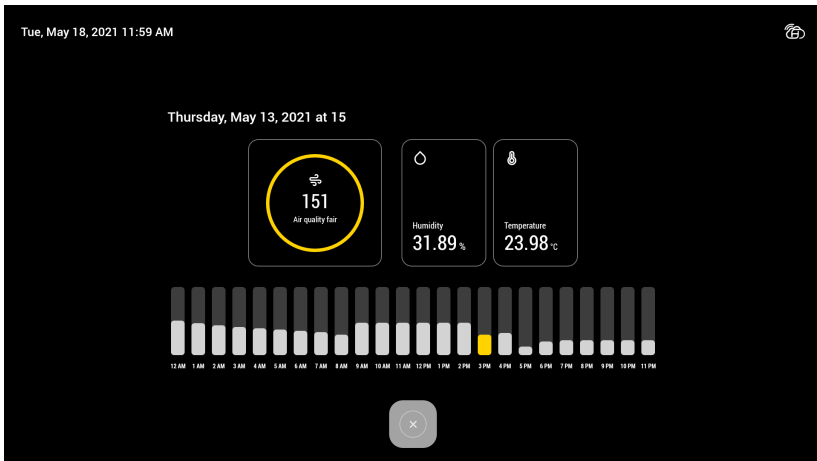 Tue, May 18, 2021 11:59 AM
Thursday, May 13, 2021 at 15
151
Air quality fair
Humidity
31.89 %
Temperature
23.98 °C
12 AM 1 AM 2 AM 3 AM 4 AM 5 AM 6 AM 7 AM 8 AM 9 AM 10 AM 11 AM 12 PM 1 PM 2 PM 3 PM 4 PM 5 PM 6 PM 7 PM 8 PM 9 PM 10 PM 11 PM